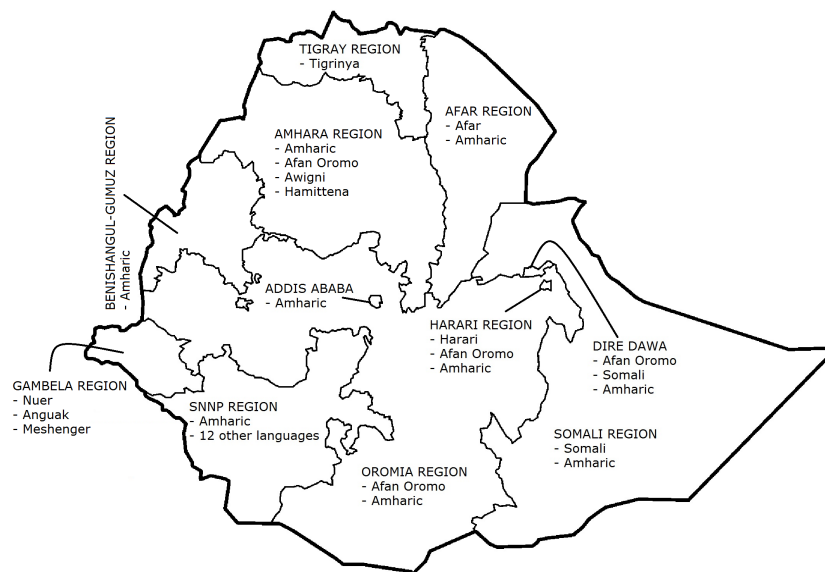 TIGRAY REGION
- Tigrinya
AFAR REGION
- Afar
- Amharic
AMHARA REGION
- Amharic
- Afan Oromo
- Awigni
- Hamittena
BENISHANGUL-GUMUZ REGION
- Amharic
ADDIS ABABA
- Amharic
HARARI REGION
- Harari
- Afan Oromo
- Amharic
DIRE DAWA
- Afan Oromo
- Somali
- Amharic
GAMBELA REGION
- Nuer
- Anguak
- Meshenger
SNNP REGION
- Amharic
- 12 other languages
SOMALI REGION
- Somali
- Amharic
OROMIA REGION
- Afan Oromo
- Amharic